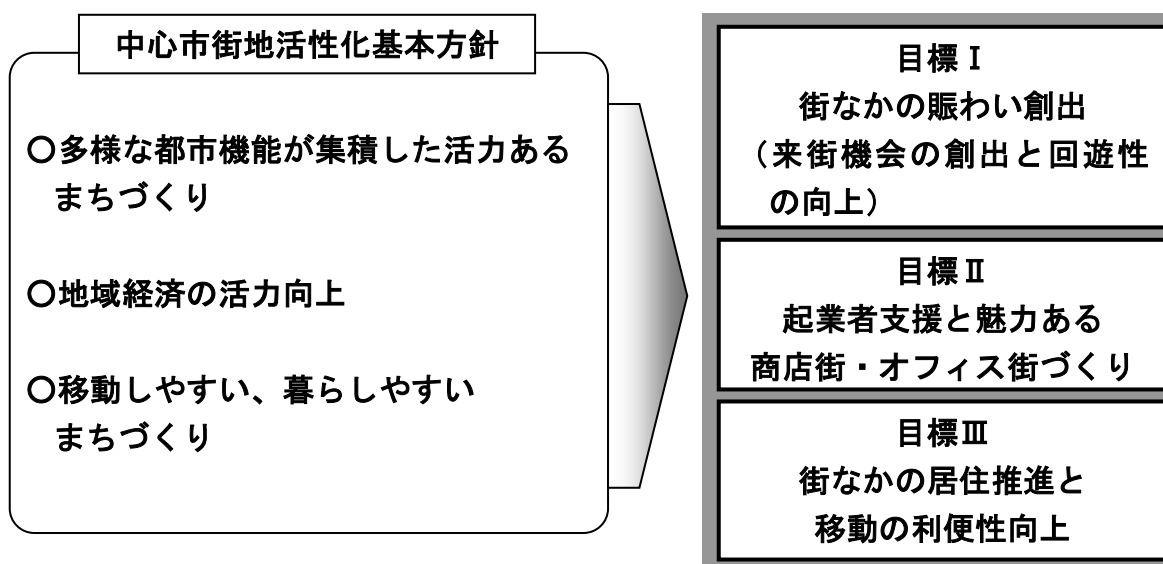 中心市街地活性化基本方針
〇多様な都市機能が集積した活力ある
まちづくり
〇地域経済の活力向上
〇移動しやすい、暮らしやすい
まちづくり
目標Ⅰ
街なかの賑わい創出
（来街機会の創出と回遊性
の向上）
目標Ⅱ
起業者支援と魅力ある
商店街・オフィス街づくり
目標Ⅲ
街なかの居住推進と
移動の利便性向上